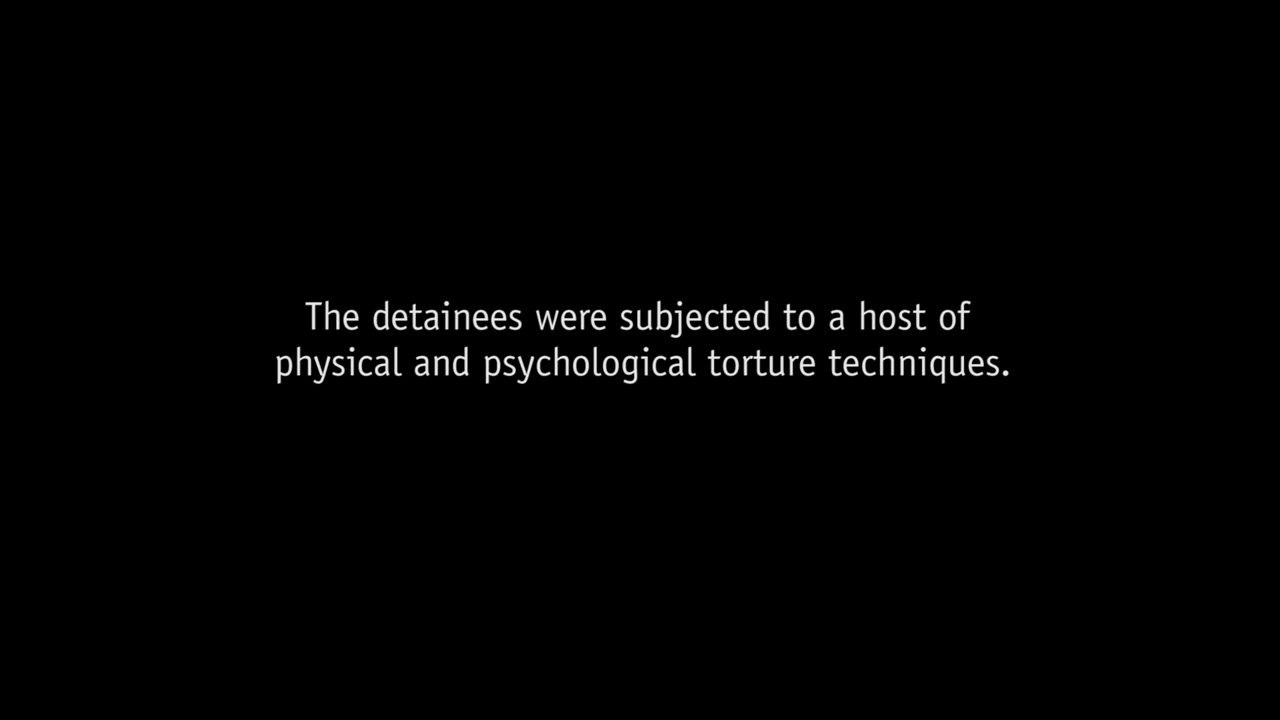 The detainees were subjected to a host of
physical and psychological torture techniques.